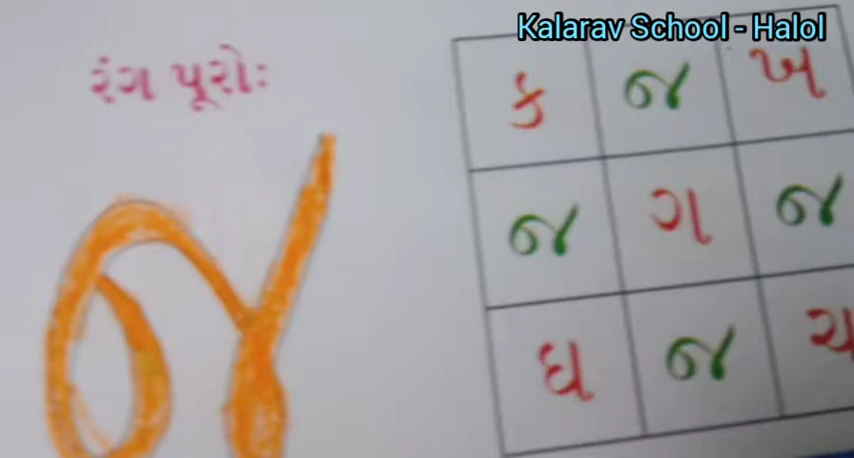 Kalarav School - Halol
રંગ પૂરોઃ
જ
ક જ ખ
જ ગ જ
ઘ જ ચ